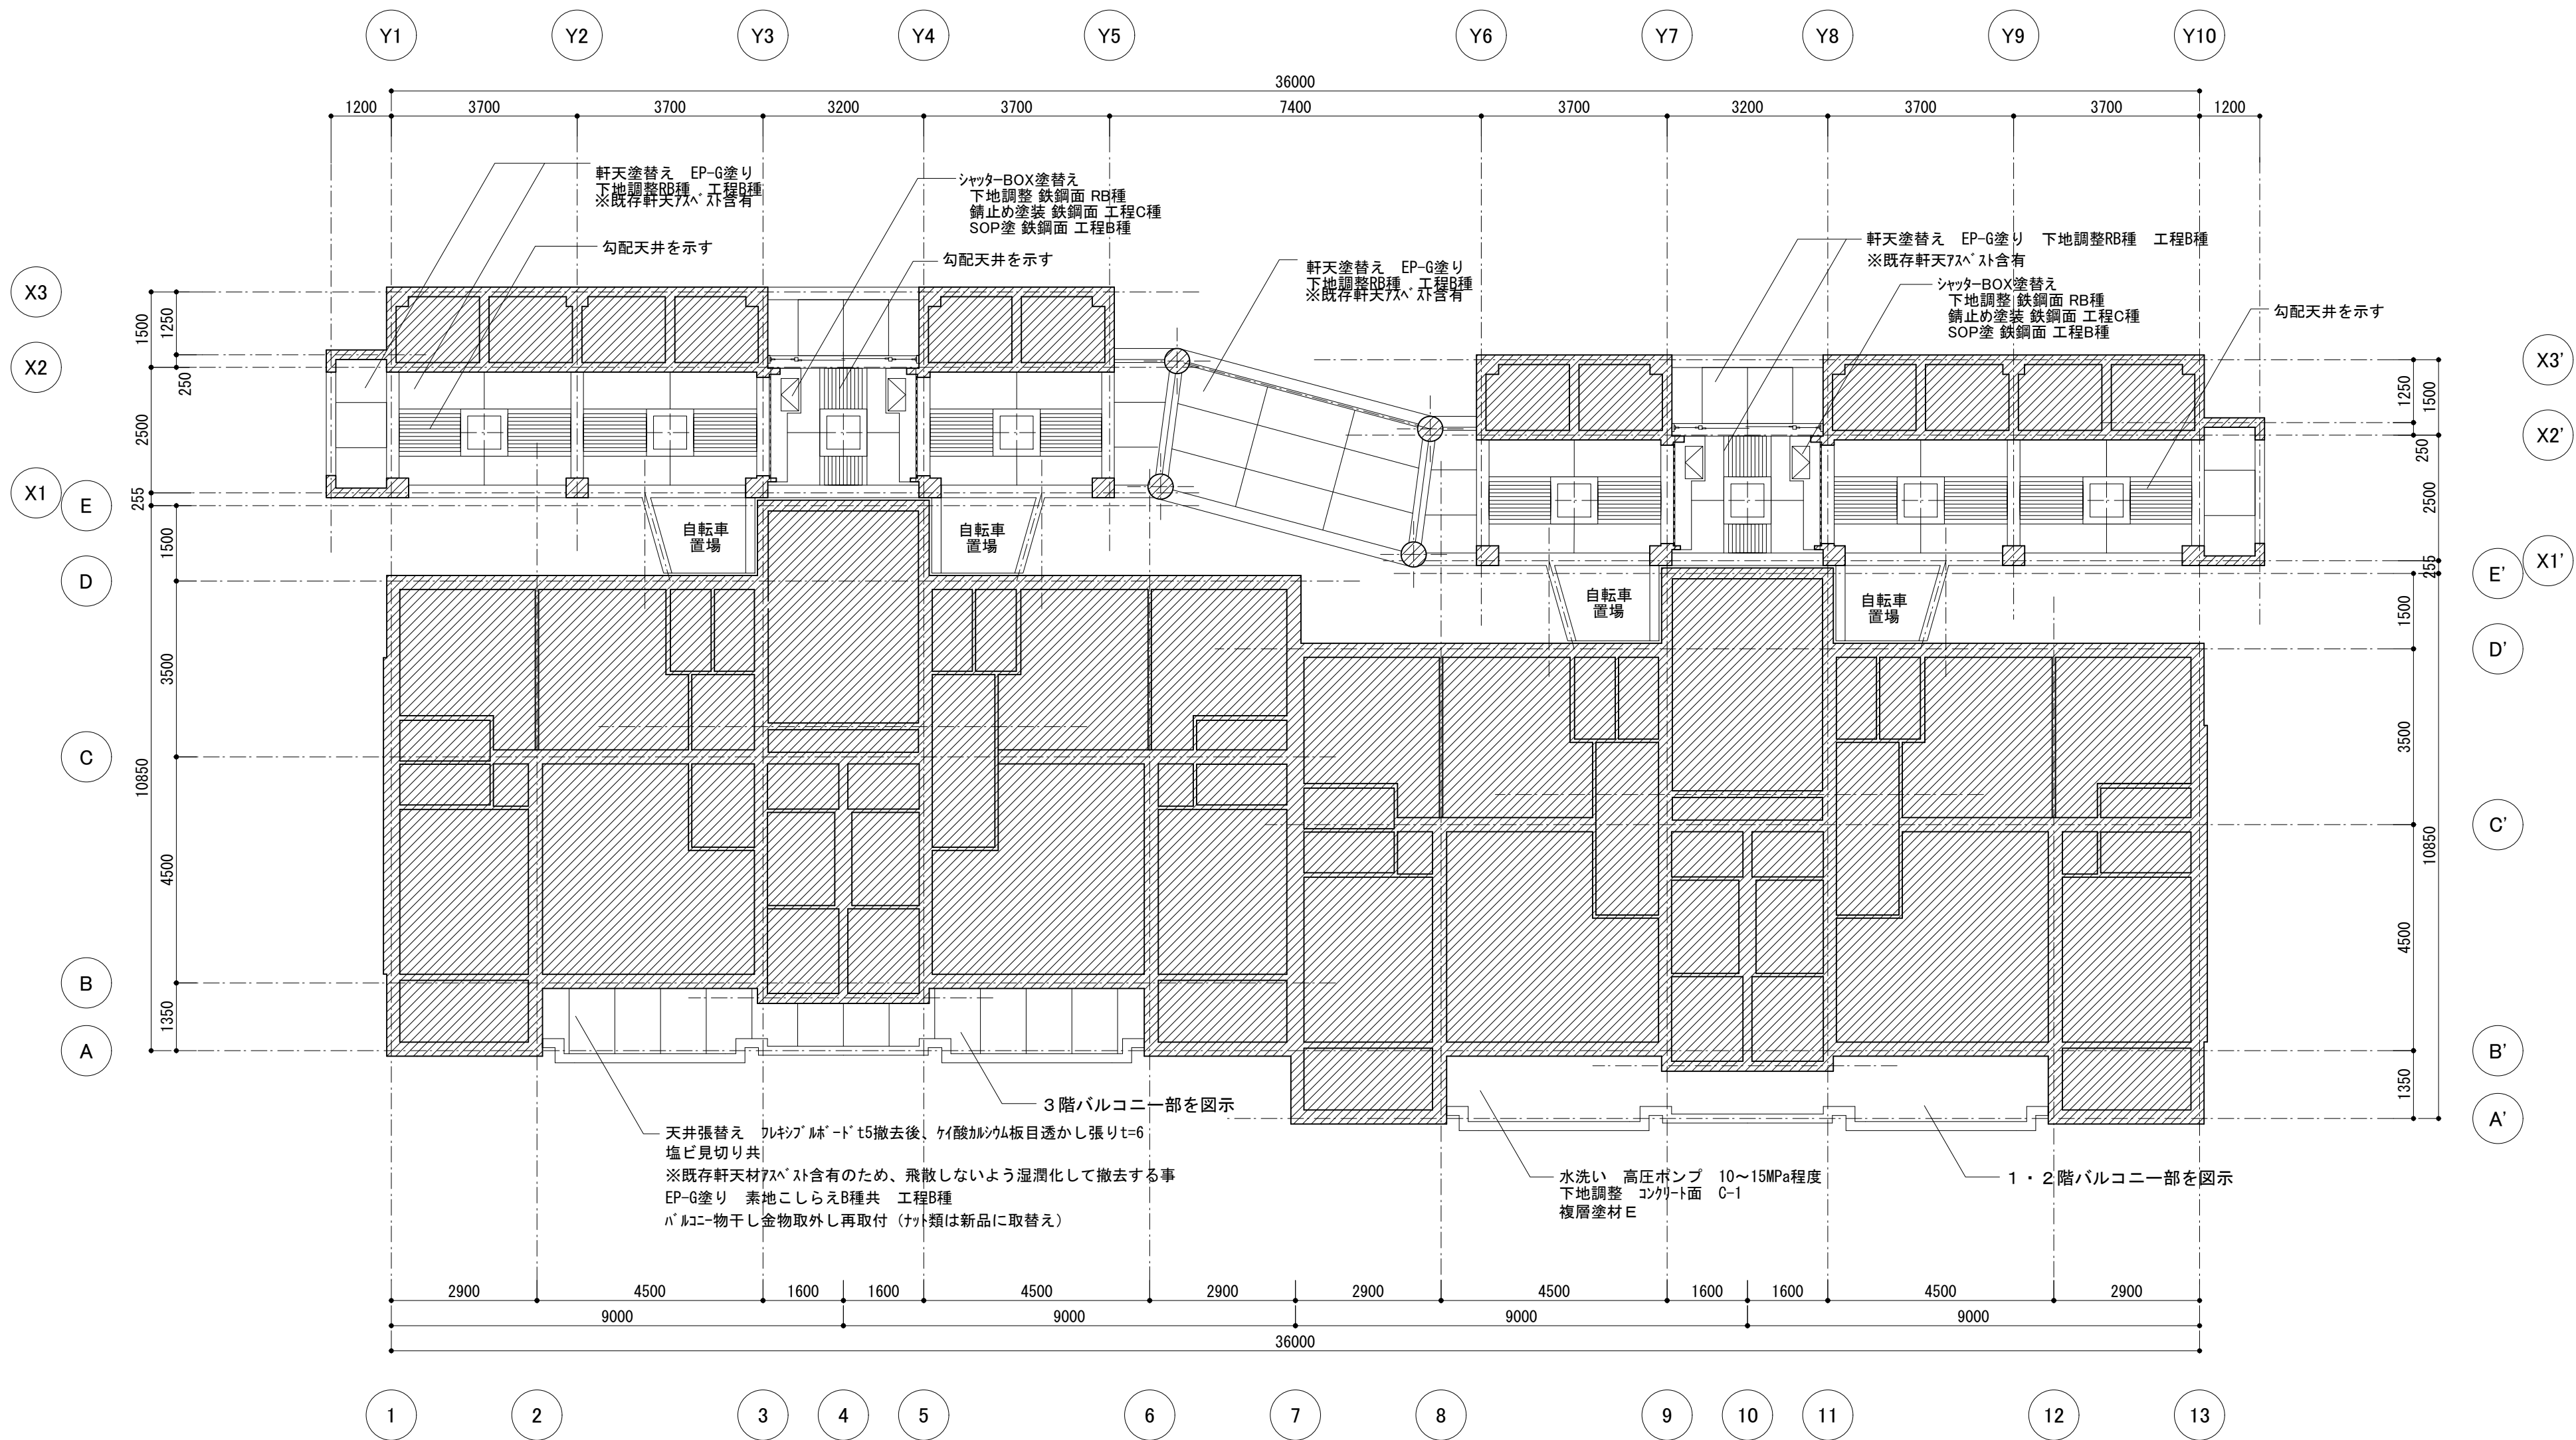 Y1 Y2 Y3 Y4 Y5 Y6 Y7 Y8 Y9 Y10
36000
1200 3700 3700 3200 3700 7400 3700 3200 3700 3700 1200
軒天塗替え　EP-G塗り
下地調整RB種　工程B種
※既存軒天ｱｽﾍﾞｽﾄ含有
勾配天井を示す
ｼｬｯﾀｰBOX塗替え
下地調整 鉄鋼面 RB種
錆止め塗装 鉄鋼面 工程C種
SOP塗 鉄鋼面 工程B種
勾配天井を示す
軒天塗替え　EP-G塗り
下地調整RB種　工程B種
※既存軒天ｱｽﾍﾞｽﾄ含有
軒天塗替え　EP-G塗り　下地調整RB種　工程B種
※既存軒天ｱｽﾍﾞｽﾄ含有
ｼｬｯﾀｰBOX塗替え
下地調整 鉄鋼面 RB種
錆止め塗装 鉄鋼面 工程C種
SOP塗 鉄鋼面 工程B種
勾配天井を示す
X3
X2
X1
E
D
C
B
A
1500
1250
250
2500
255
1500
3500
10850
4500
1350
自転車
置場
自転車
置場
自転車
置場
自転車
置場
X3'
X2'
X1'
E'
D'
C'
B'
A'
1250
1500
250
2500
255
1500
3500
10850
4500
1350
３階バルコニー部を図示
天井張替え　ﾌﾚｷｼﾌﾞﾙﾎﾞｰﾄﾞt5撤去後、ｹｲ酸ｶﾙｼｳﾑ板目透かし張りt=6
塩ビ見切り共
※既存軒天材ｱｽﾍﾞｽﾄ含有のため、飛散しないよう湿潤化して撤去する事
EP-G塗り　素地こしらえB種共　工程B種
ﾊﾞﾙｺﾆｰ物干し金物取外し再取付（ﾅｯﾄ類は新品に取替え）
水洗い　高圧ポンプ　10～15MPa程度
下地調整　ｺﾝｸﾘｰﾄ面　C-1
複層塗材Ｅ
１・２階バルコニー部を図示
2900 4500 1600 1600 4500 2900 2900 4500 1600 1600 4500 2900
9000 9000 9000 9000
36000
1 2 3 4 5 6 7 8 9 10 11 12 13